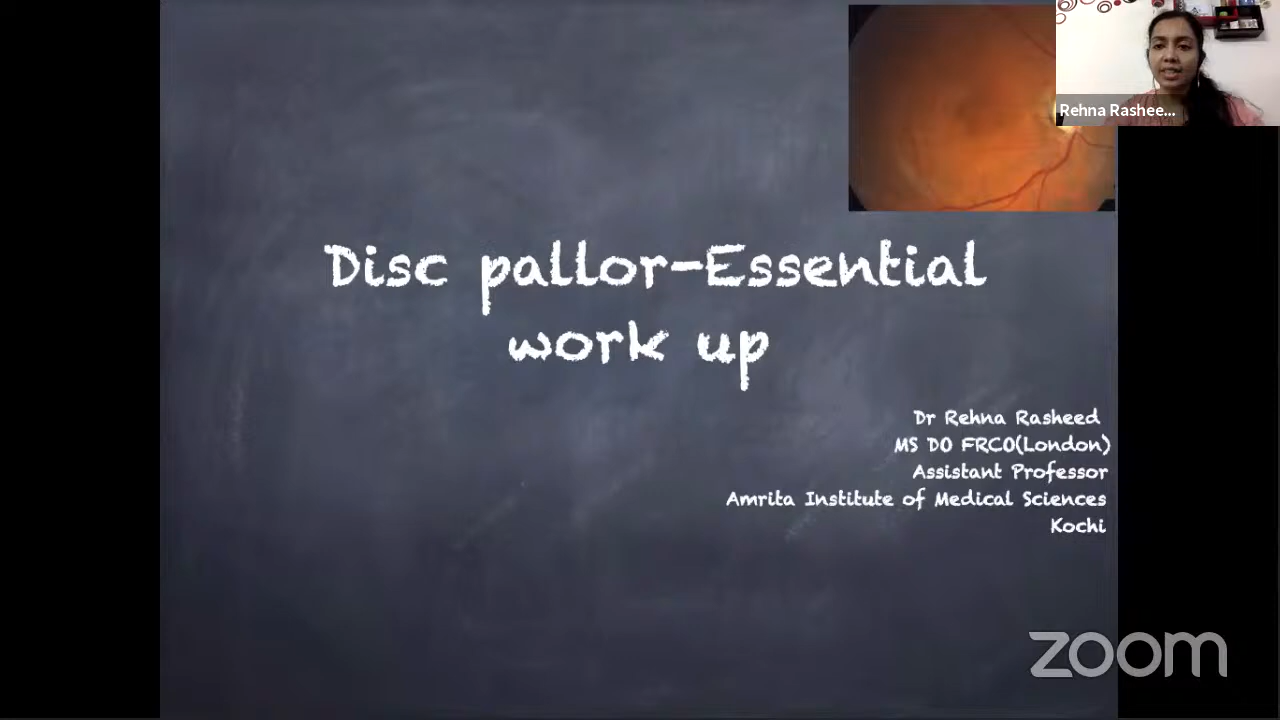 Rehna Rashee...
Disc pallor-Essential
work up
Dr Rehna Rasheed
MS DO FRCO(London)
Assistant Professor
Amrita Institute of Medical Sciences
Kochi
zoom